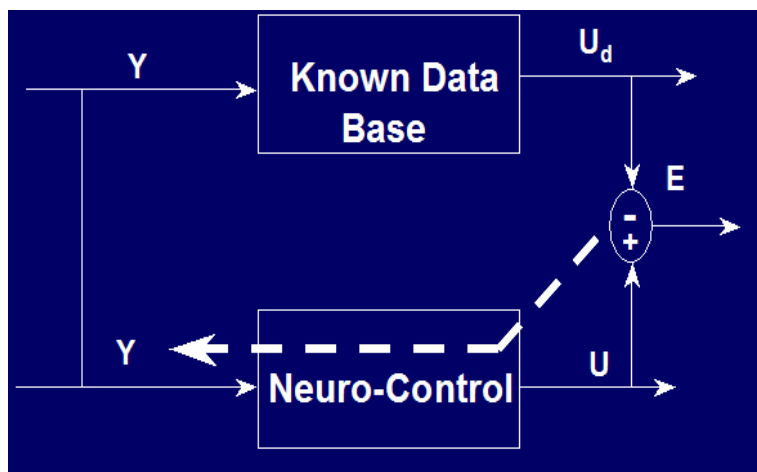 Y
Known Data
Base
Ud
E
-
+
Y
Neuro-Control
U